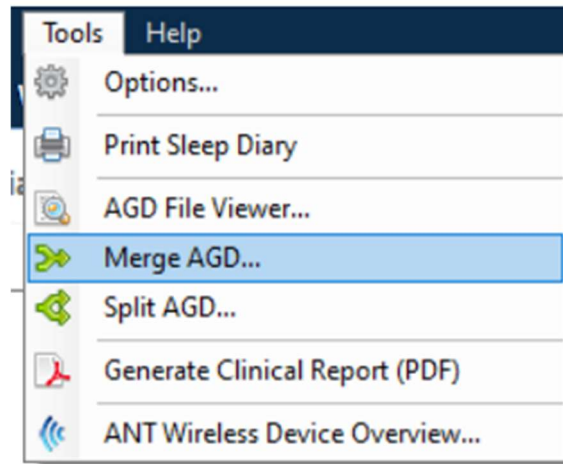 Tools Help
Options...
Print Sleep Diary
AGD File Viewer...
Merge AGD...
Split AGD...
Generate Clinical Report (PDF)
ANT Wireless Device Overview...